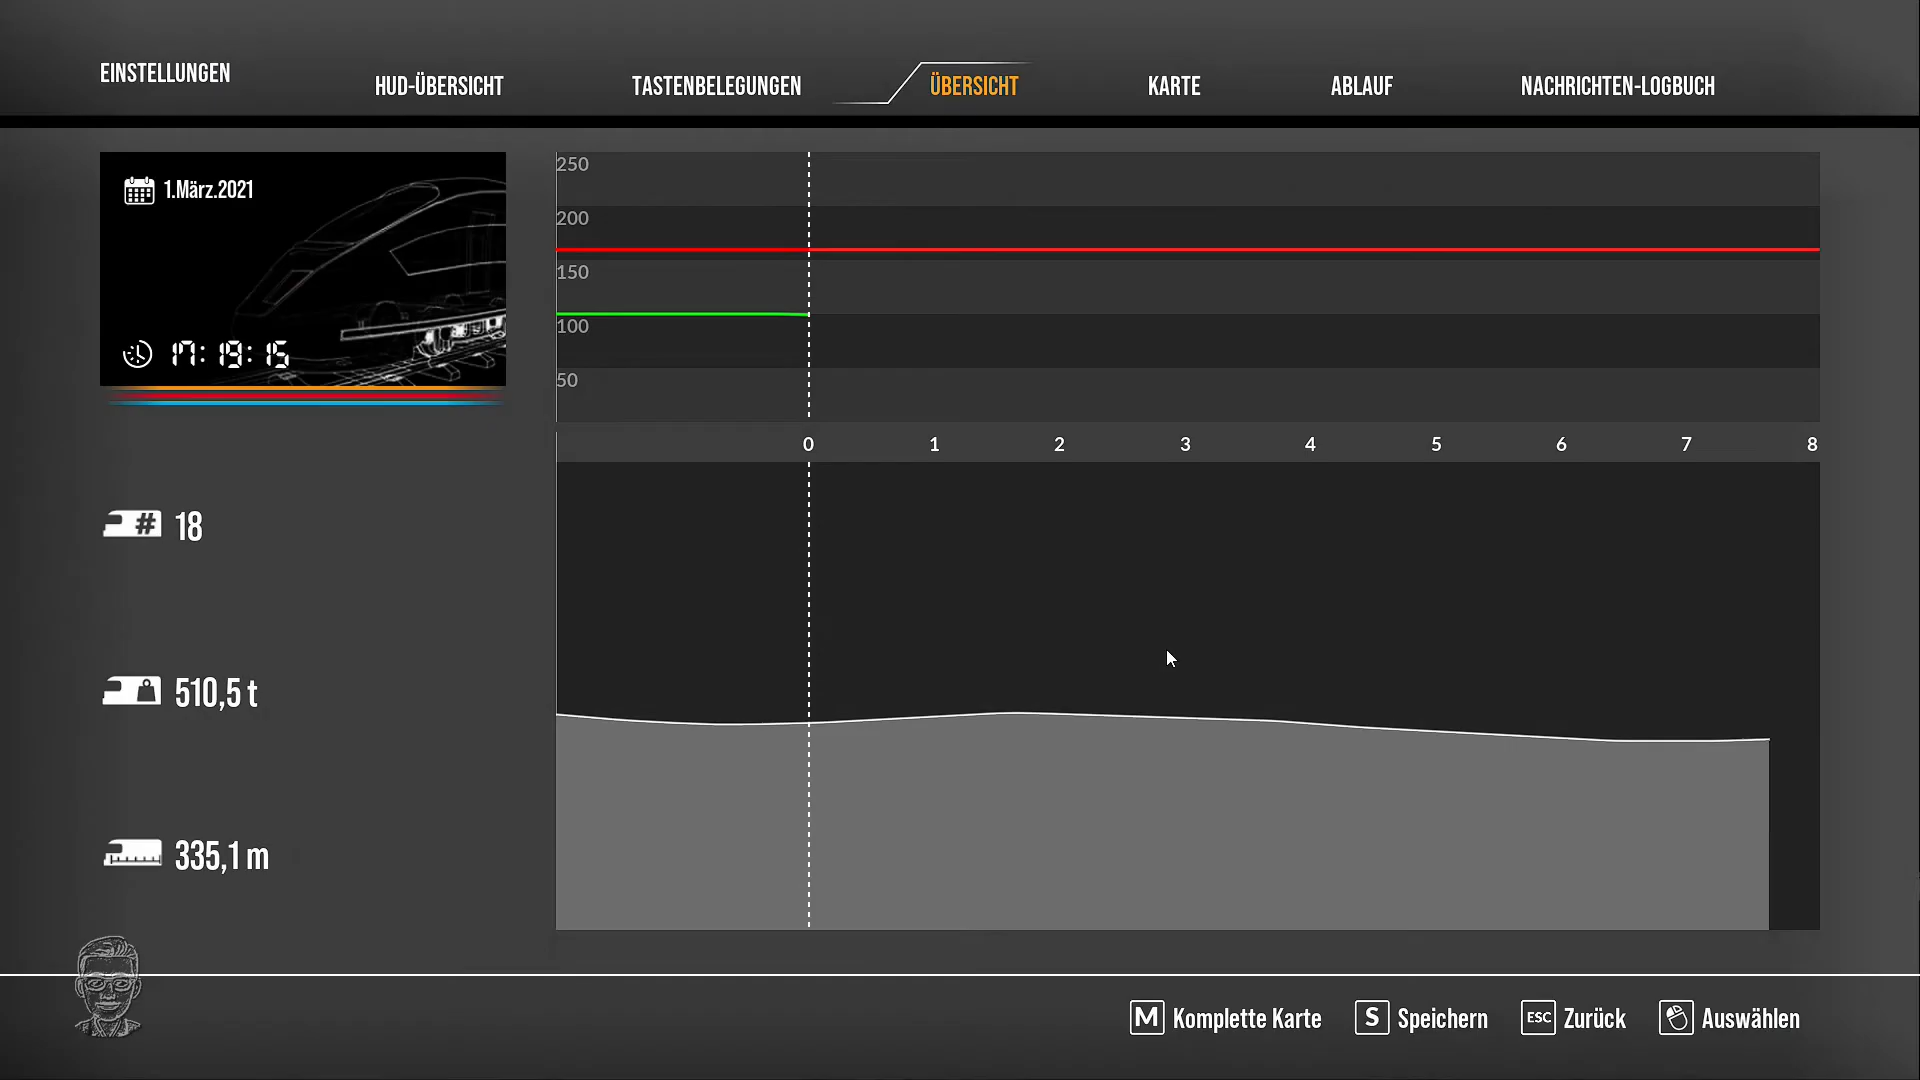 EINSTELLUNGEN
HUD-ÜBERSICHT
TASTENBELEGUNGEN
ÜBERSICHT
KARTE
ABLAUF
NACHRICHTEN-LOGBUCH
1.März.2021
17:19:15
250
200
150
100
50
0 1 2 3 4 5 6 7 8
# 18
510,5 t
335,1 m
M Komplette Karte
S Speichern
ESC Zurück
Auswählen